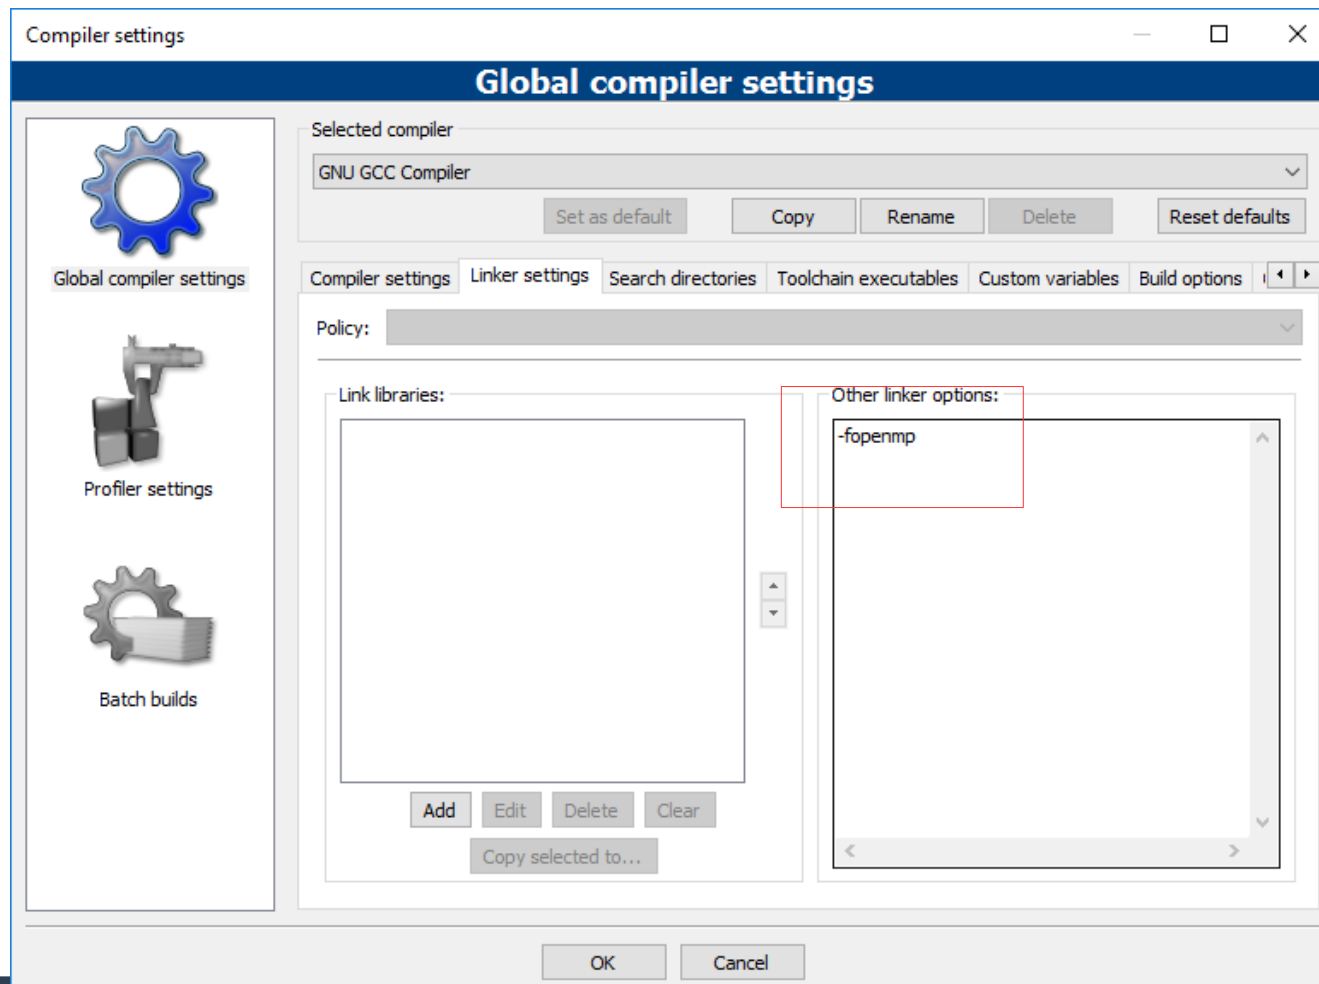 Compiler settings
Global compiler settings
Global compiler settings
Profiler settings
Batch builds
Selected compiler
GNU GCC Compiler
Set as default Copy Rename Delete Reset defaults
Compiler settings Linker settings Search directories Toolchain executables Custom variables Build options
Policy:
Link libraries:
Add Edit Delete Clear
Copy selected to...
Other linker options:
-fopenmp
OK Cancel